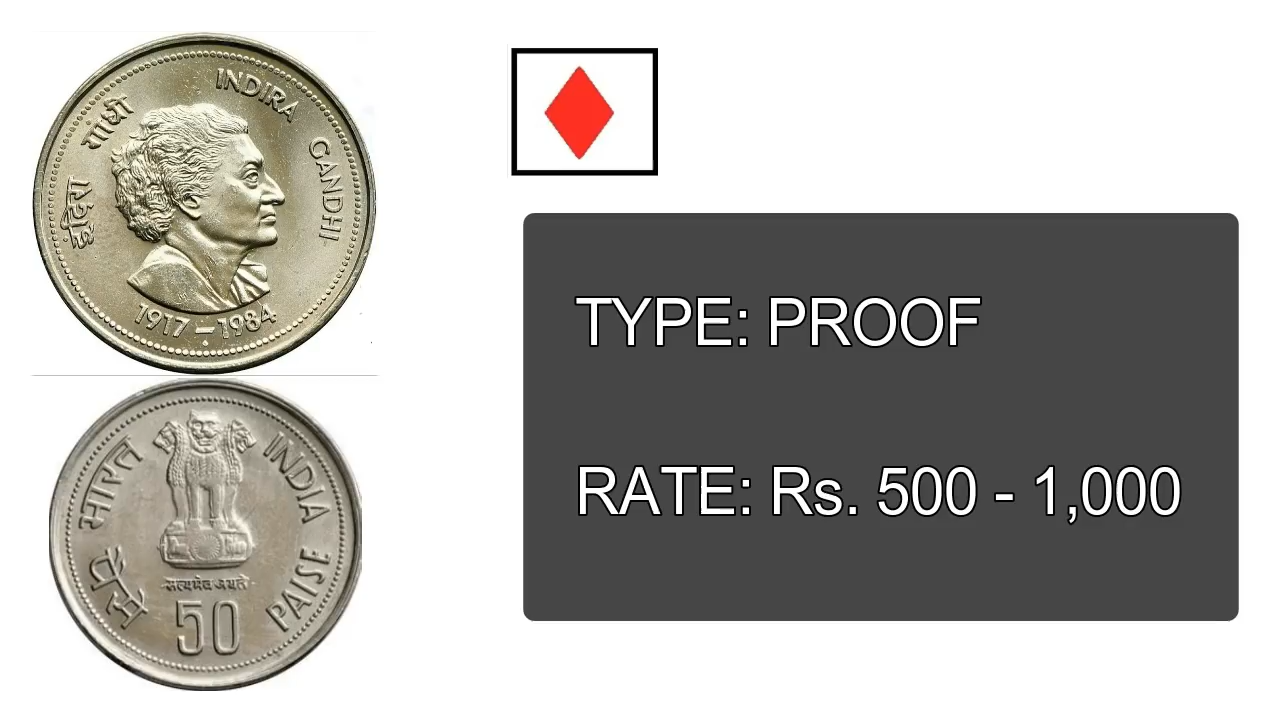 इंदिरा गांधी
INDIRA GANDHI
1917 – 1984
TYPE: PROOF
RATE: Rs. 500 - 1,000
भारत
INDIA
सत्यमेव जयते
पैसे
PAISE
50